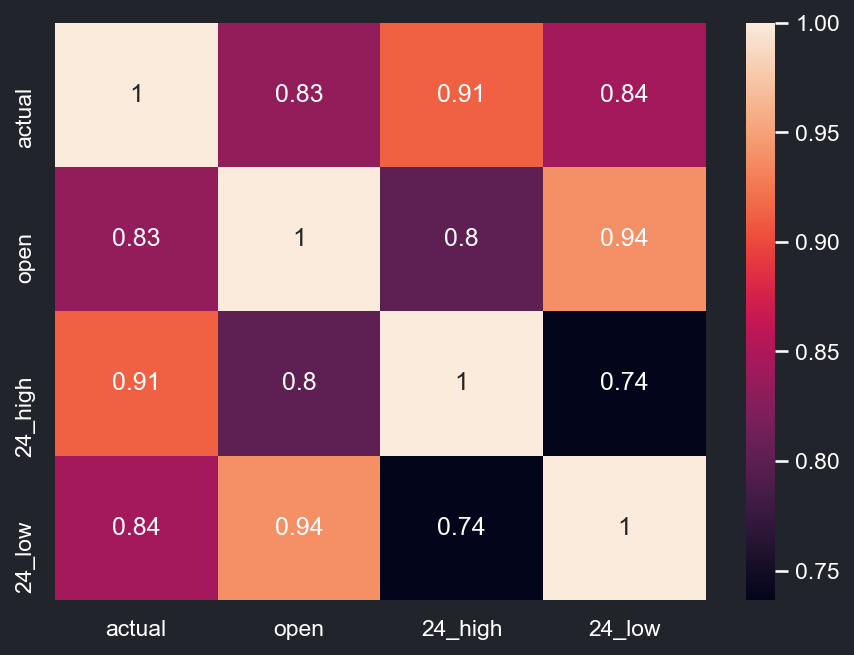 actual 1 0.83 0.91 0.84
open 0.83 1 0.8 0.94
24_high 0.91 0.8 1 0.74
24_low 0.84 0.94 0.74 1
actual open 24_high 24_low
1.00
0.95
0.90
0.85
0.80
0.75